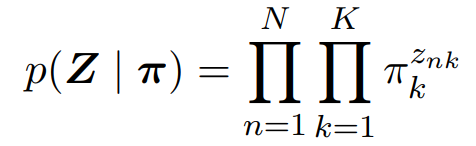 p(Z | π) = ∏_{n=1}^{N} ∏_{k=1}^{K} π_k^{z_{nk}}